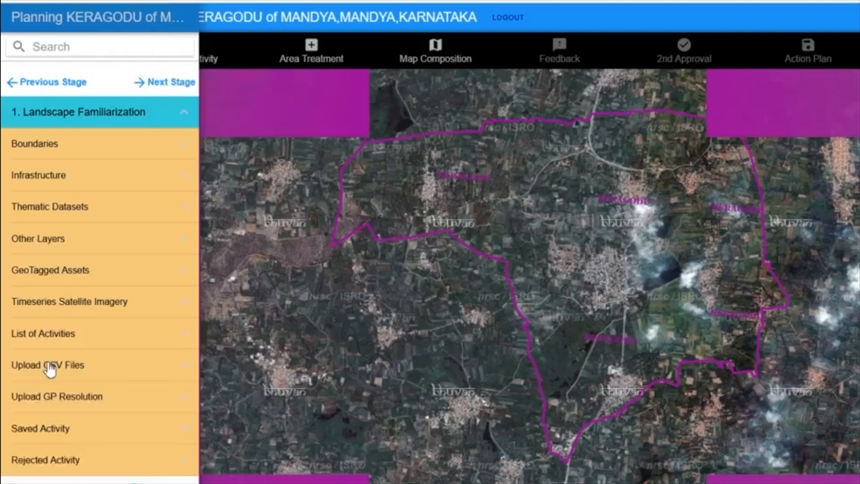 Planning KERAGODU of M...
ERAGODU of MANDYA,MANDYA,KARNATAKA
LOGOUT
Search
tivity
Area Treatment
Map Composition
Feedback
2nd Approval
Action Plan
Previous Stage
Next Stage
1. Landscape Familiarization
Boundaries
Infrastructure
Thematic Datasets
Other Layers
GeoTagged Assets
Timeseries Satellite Imagery
List of Activities
Upload CSV Files
Upload GP Resolution
Saved Activity
Rejected Activity
nrsc / ISRO
bhuvan
bhuvan
bhuvan
bhuvan
nrsc / ISRO
bhuvan
bhuvan
bhuvan
bhuvan
nrsc / ISRO